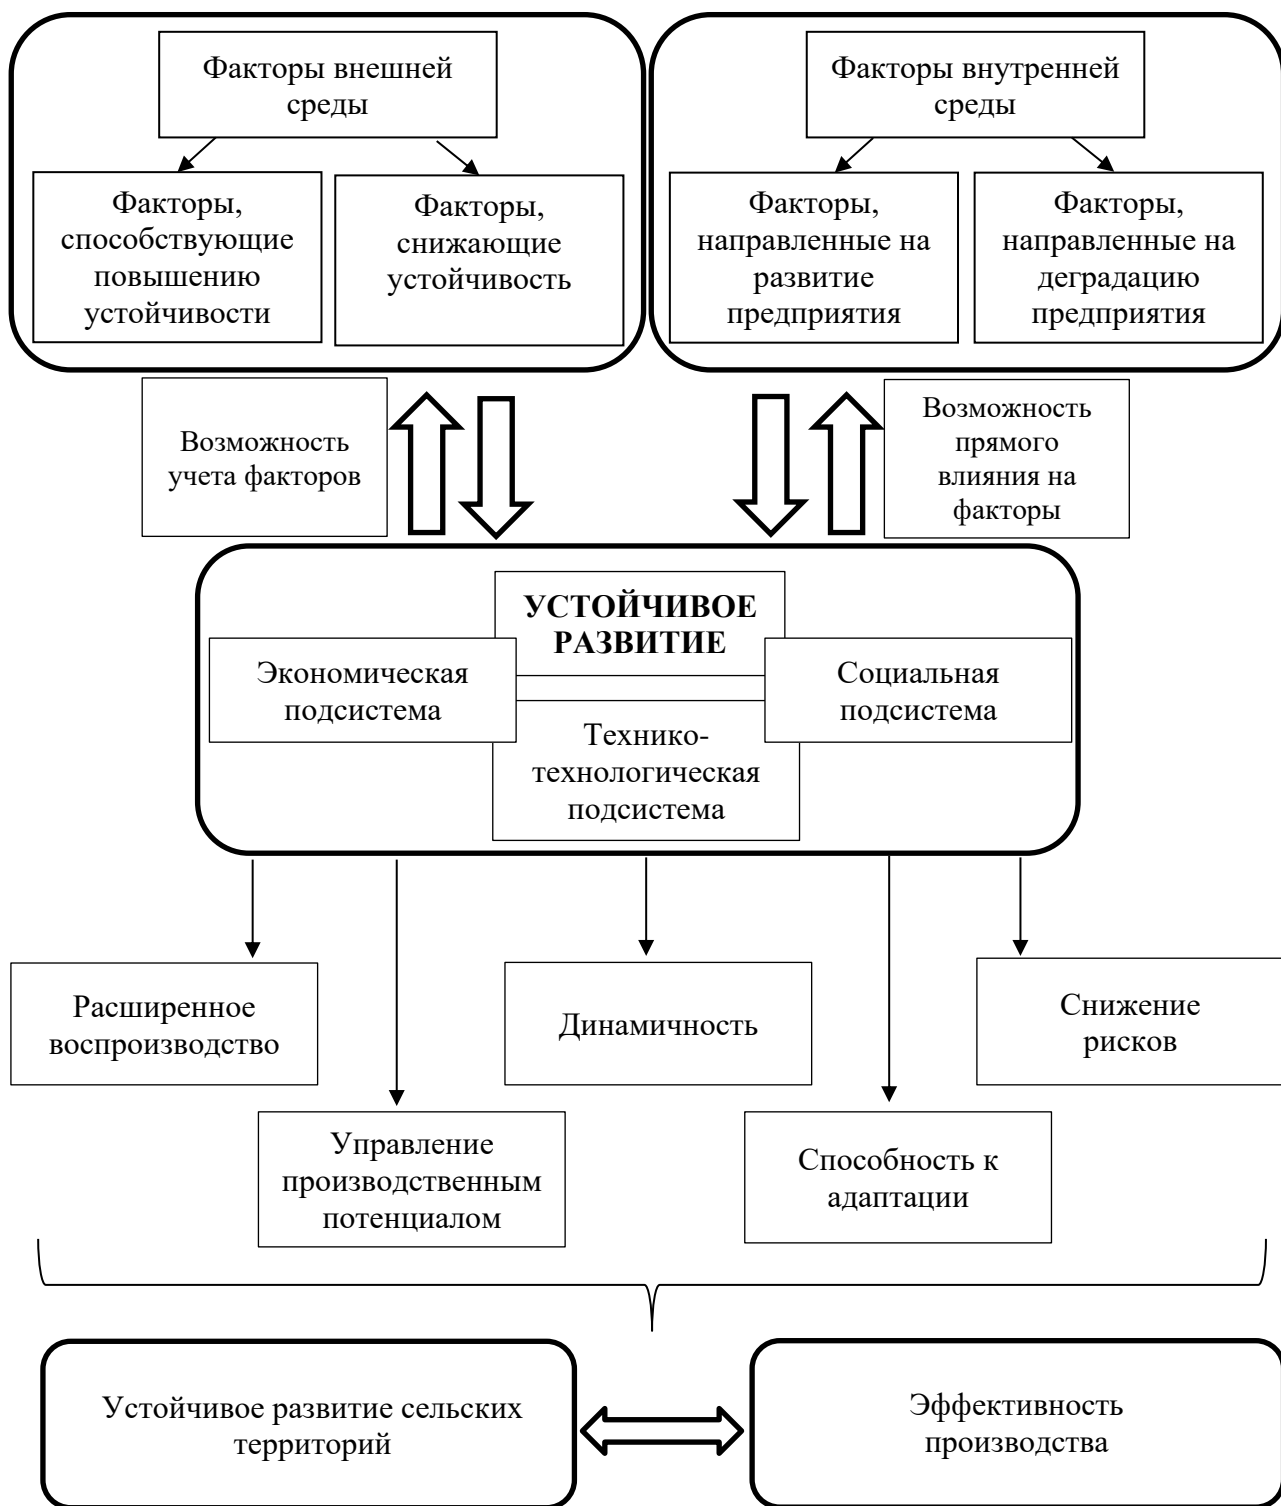 Факторы внешней
среды
Факторы внутренней
среды
Факторы,
способствующие
повышению
устойчивости
Факторы,
снижающие
устойчивость
Факторы,
направленные на
развитие
предприятия
Факторы,
направленные на
деградацию
предприятия
Возможность
учета факторов
Возможность
прямого
влияния на
факторы
УСТОЙЧИВОЕ
РАЗВИТИЕ
Экономическая
подсистема
Социальная
подсистема
Технико-
технологическая
подсистема
Расширенное
воспроизводство
Динамичность
Снижение
рисков
Управление
производственным
потенциалом
Способность к
адаптации
Устойчивое развитие сельских
территорий
Эффективность
производства